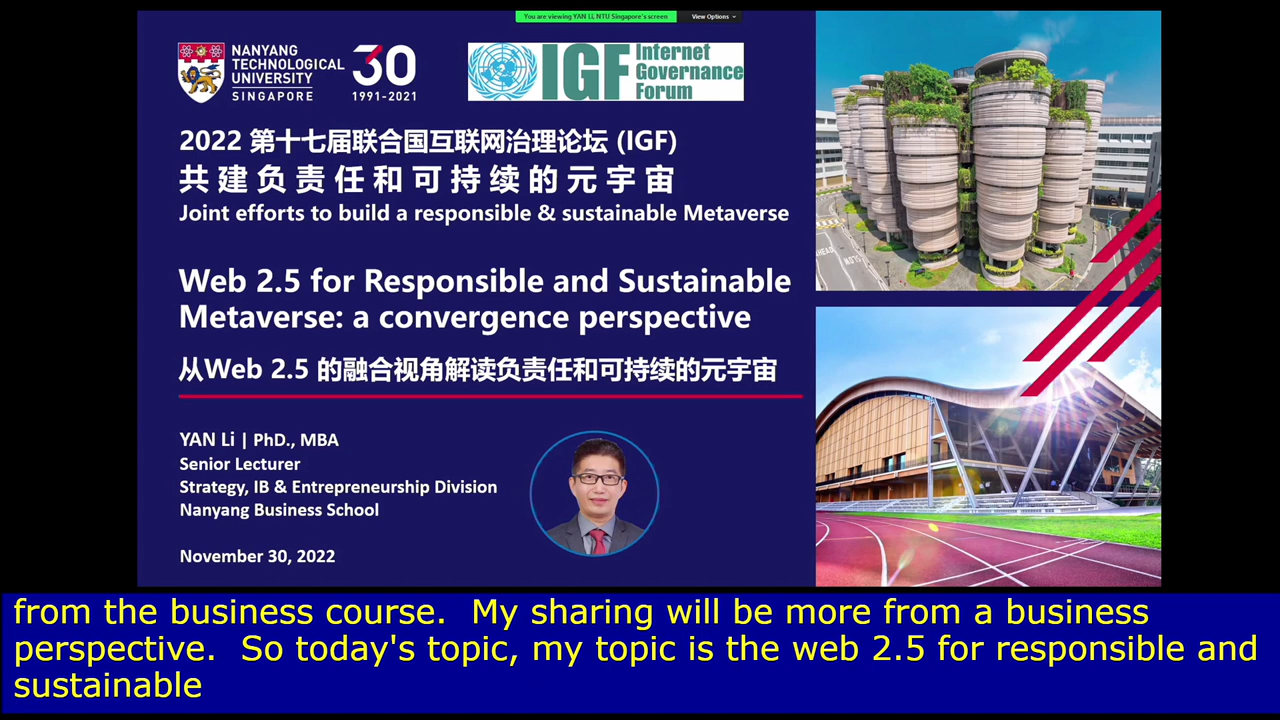 You are viewing YAN LI, NTU Singapore's screen
View Options
NANYANG
TECHNOLOGICAL
UNIVERSITY
SINGAPORE
30
1991-2021
IGF
Internet
Governance
Forum
2022 第十七届联合国互联网治理论坛 (IGF)
共建负责任和可持续的元宇宙
Joint efforts to build a responsible & sustainable Metaverse
Web 2.5 for Responsible and Sustainable
Metaverse: a convergence perspective
从Web 2.5 的融合视角解读负责任和可持续的元宇宙
YAN Li | PhD., MBA
Senior Lecturer
Strategy, IB & Entrepreneurship Division
Nanyang Business School
November 30, 2022
AHEAD
SLOW
from the business course.  My sharing will be more from a business
perspective.  So today's topic, my topic is the web 2.5 for responsible and
sustainable